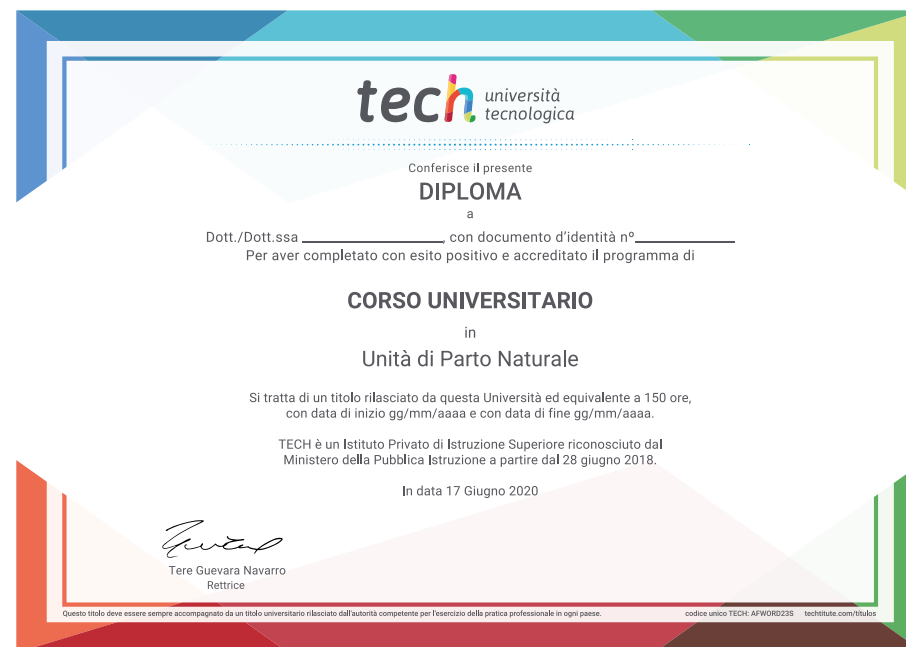 tech università
tecnologica
Conferisce il presente
DIPLOMA
a
Dott./Dott.ssa ____________________, con documento d'identità nº______________
Per aver completato con esito positivo e accreditato il programma di
CORSO UNIVERSITARIO
in
Unità di Parto Naturale
Si tratta di un titolo rilasciato da questa Università ed equivalente a 150 ore,
con data di inizio gg/mm/aaaa e con data di fine gg/mm/aaaa.
TECH è un Istituto Privato di Istruzione Superiore riconosciuto dal
Ministero della Pubblica Istruzione a partire dal 28 giugno 2018.
In data 17 Giugno 2020
Tere Guevara Navarro
Rettrice
Questo titolo deve essere sempre accompagnato da un titolo universitario rilasciato dall'autorità competente per l'esercizio della pratica professionale in ogni paese. codice unico TECH: AFWORD23S techtitute.com/títulos